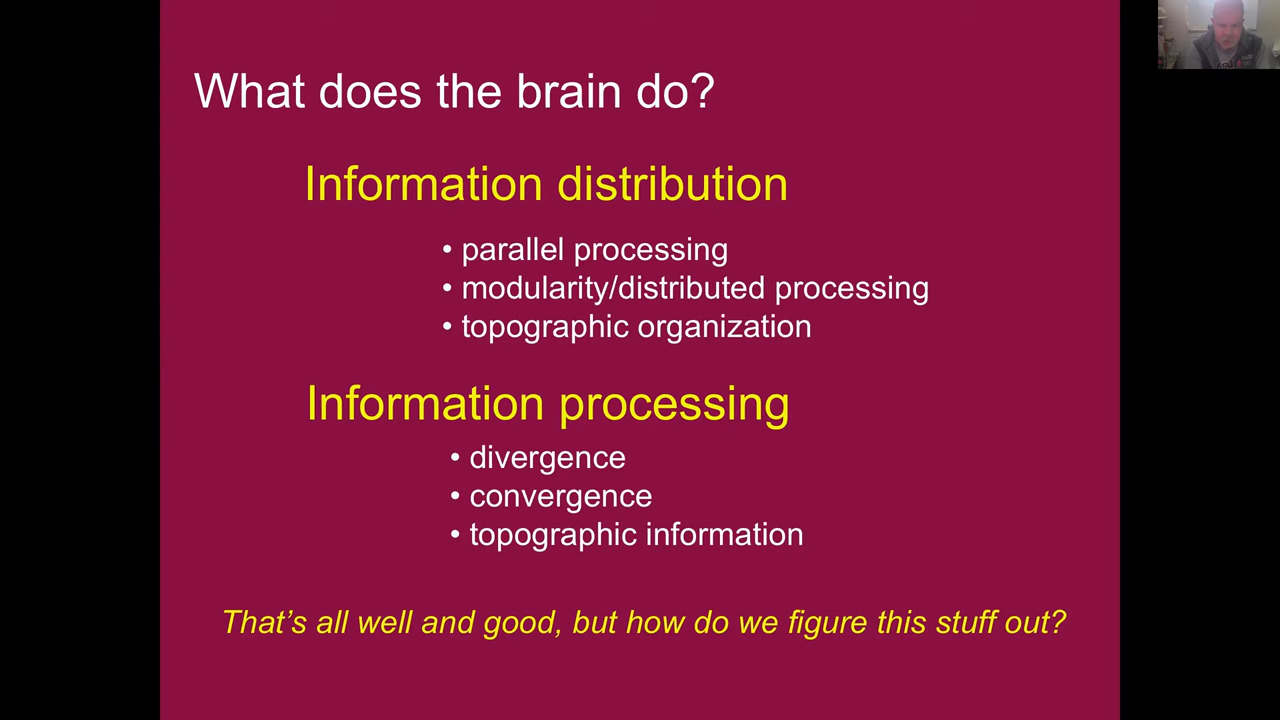 What does the brain do?
Information distribution
• parallel processing
• modularity/distributed processing
• topographic organization
Information processing
• divergence
• convergence
• topographic information
That’s all well and good, but how do we figure this stuff out?